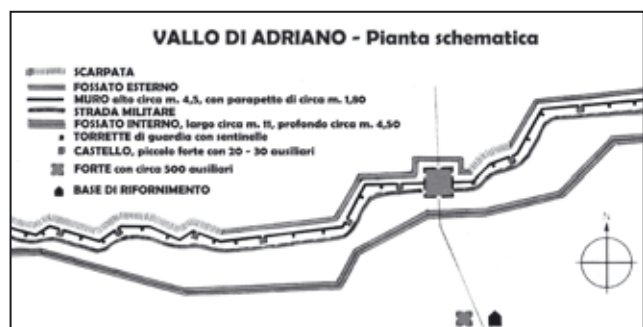 VALLO DI ADRIANO - Pianta schematica
SCARPATA
FOSSATO ESTERNO
MURO alto circa m. 4,5, con parapetto di circa m. 1,80
STRADA MILITARE
FOSSATO INTERNO, largo circa m. 11, profondo circa m. 4,50
TORRETTE di guardia con sentinelle
CASTELLO, piccolo forte con 20 - 30 ausiliari
FORTE con circa 500 ausiliari
BASE DI RIFORNIMENTO
N